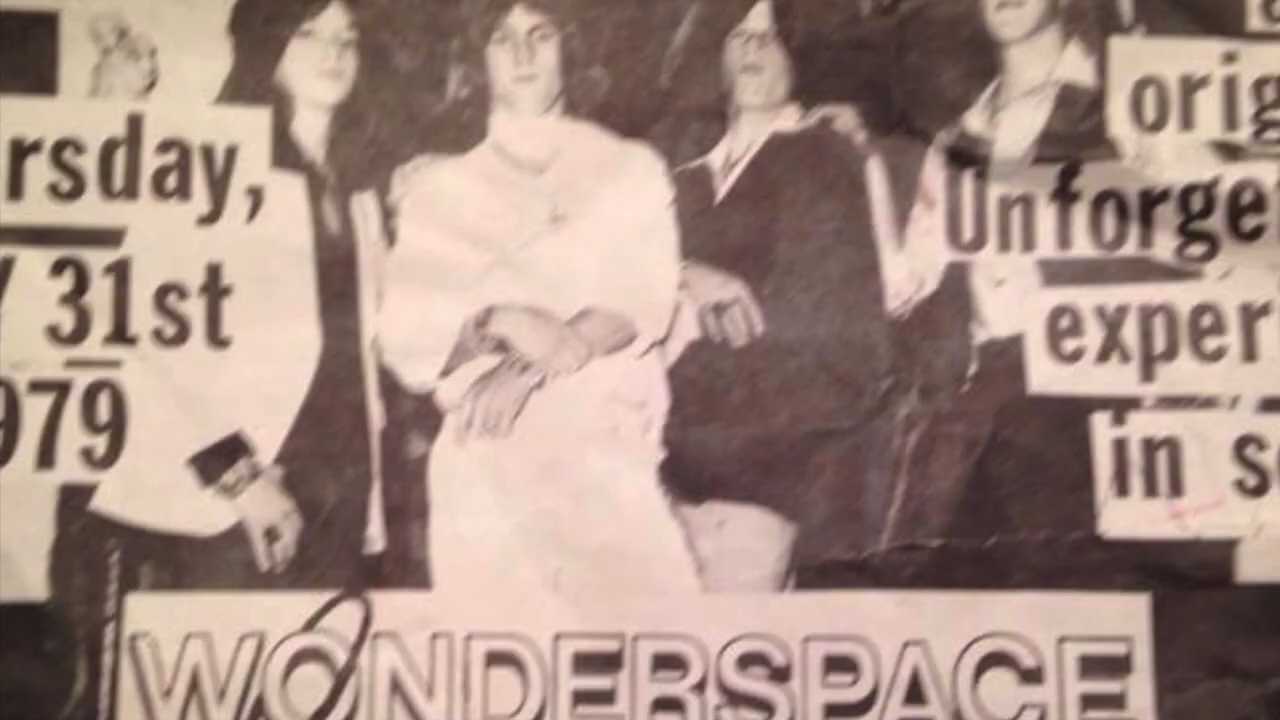 rsday,
31st
979
orig
Unforge
exper
in s
WONDERSPACE